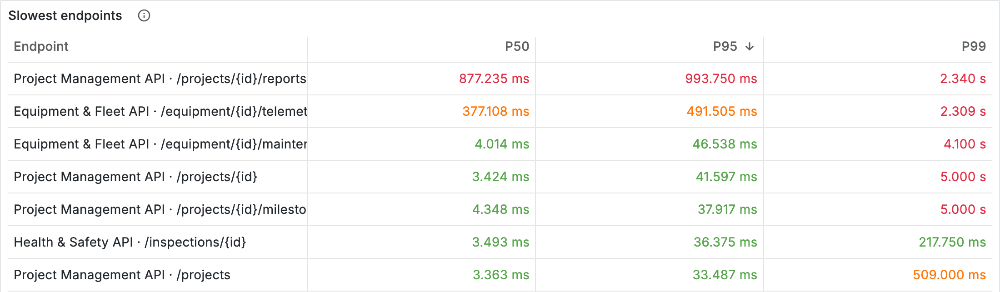 Slowest endpoints
Endpoint P50 P95 ↓ P99
Project Management API · /projects/{id}/reports 877.235 ms 993.750 ms 2.340 s
Equipment & Fleet API · /equipment/{id}/telemet 377.108 ms 491.505 ms 2.309 s
Equipment & Fleet API · /equipment/{id}/mainter 4.014 ms 46.538 ms 4.100 s
Project Management API · /projects/{id} 3.424 ms 41.597 ms 5.000 s
Project Management API · /projects/{id}/milesto 4.348 ms 37.917 ms 5.000 s
Health & Safety API · /inspections/{id} 3.493 ms 36.375 ms 217.750 ms
Project Management API · /projects 3.363 ms 33.487 ms 509.000 ms